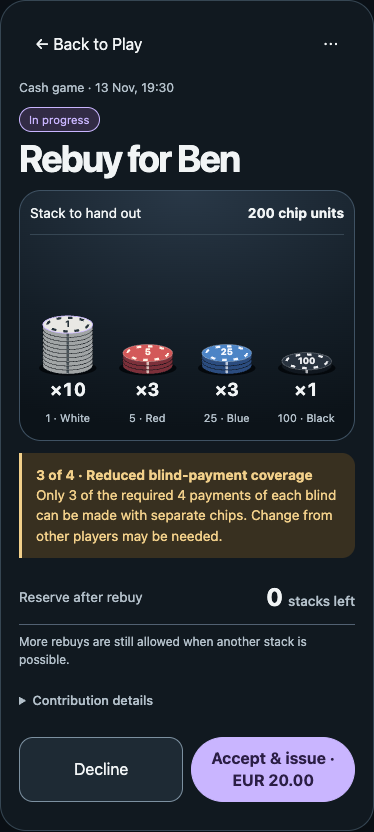 ← Back to Play ...
Cash game · 13 Nov, 19:30
In progress
Rebuy for Ben
Stack to hand out 200 chip units
1 5 25 100
×10 ×3 ×3 ×1
1 · White 5 · Red 25 · Blue 100 · Black
3 of 4 · Reduced blind-payment coverage
Only 3 of the required 4 payments of each blind
can be made with separate chips. Change from
other players may be needed.
Reserve after rebuy 0 stacks left
More rebuys are still allowed when another stack is
possible.
▶ Contribution details
Decline
Accept & issue ·
EUR 20.00